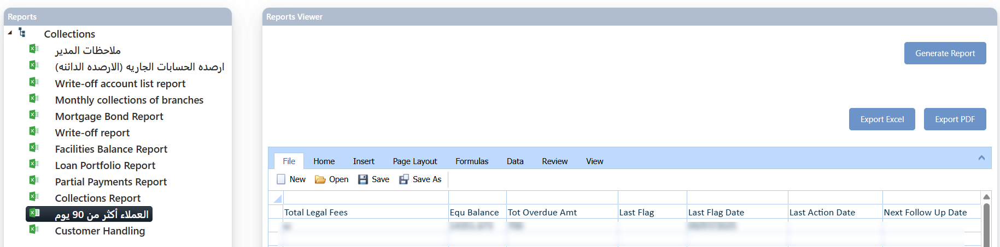 Reports
Collections
ملاحظات المدير
ارصده الحسابات الجاريه (الارصده الدائنه)
Write-off account list report
Monthly collections of branches
Mortgage Bond Report
Write-off report
Facilities Balance Report
Loan Portfolio Report
Partial Payments Report
Collections Report
العملاء أكثر من 90 يوم
Customer Handling
Reports Viewer
Generate Report
Export Excel Export PDF
File Home Insert Page Layout Formulas Data Review View
New Open Save Save As
Total Legal Fees Equ Balance Tot Overdue Amt Last Flag Last Flag Date Last Action Date Next Follow Up Date